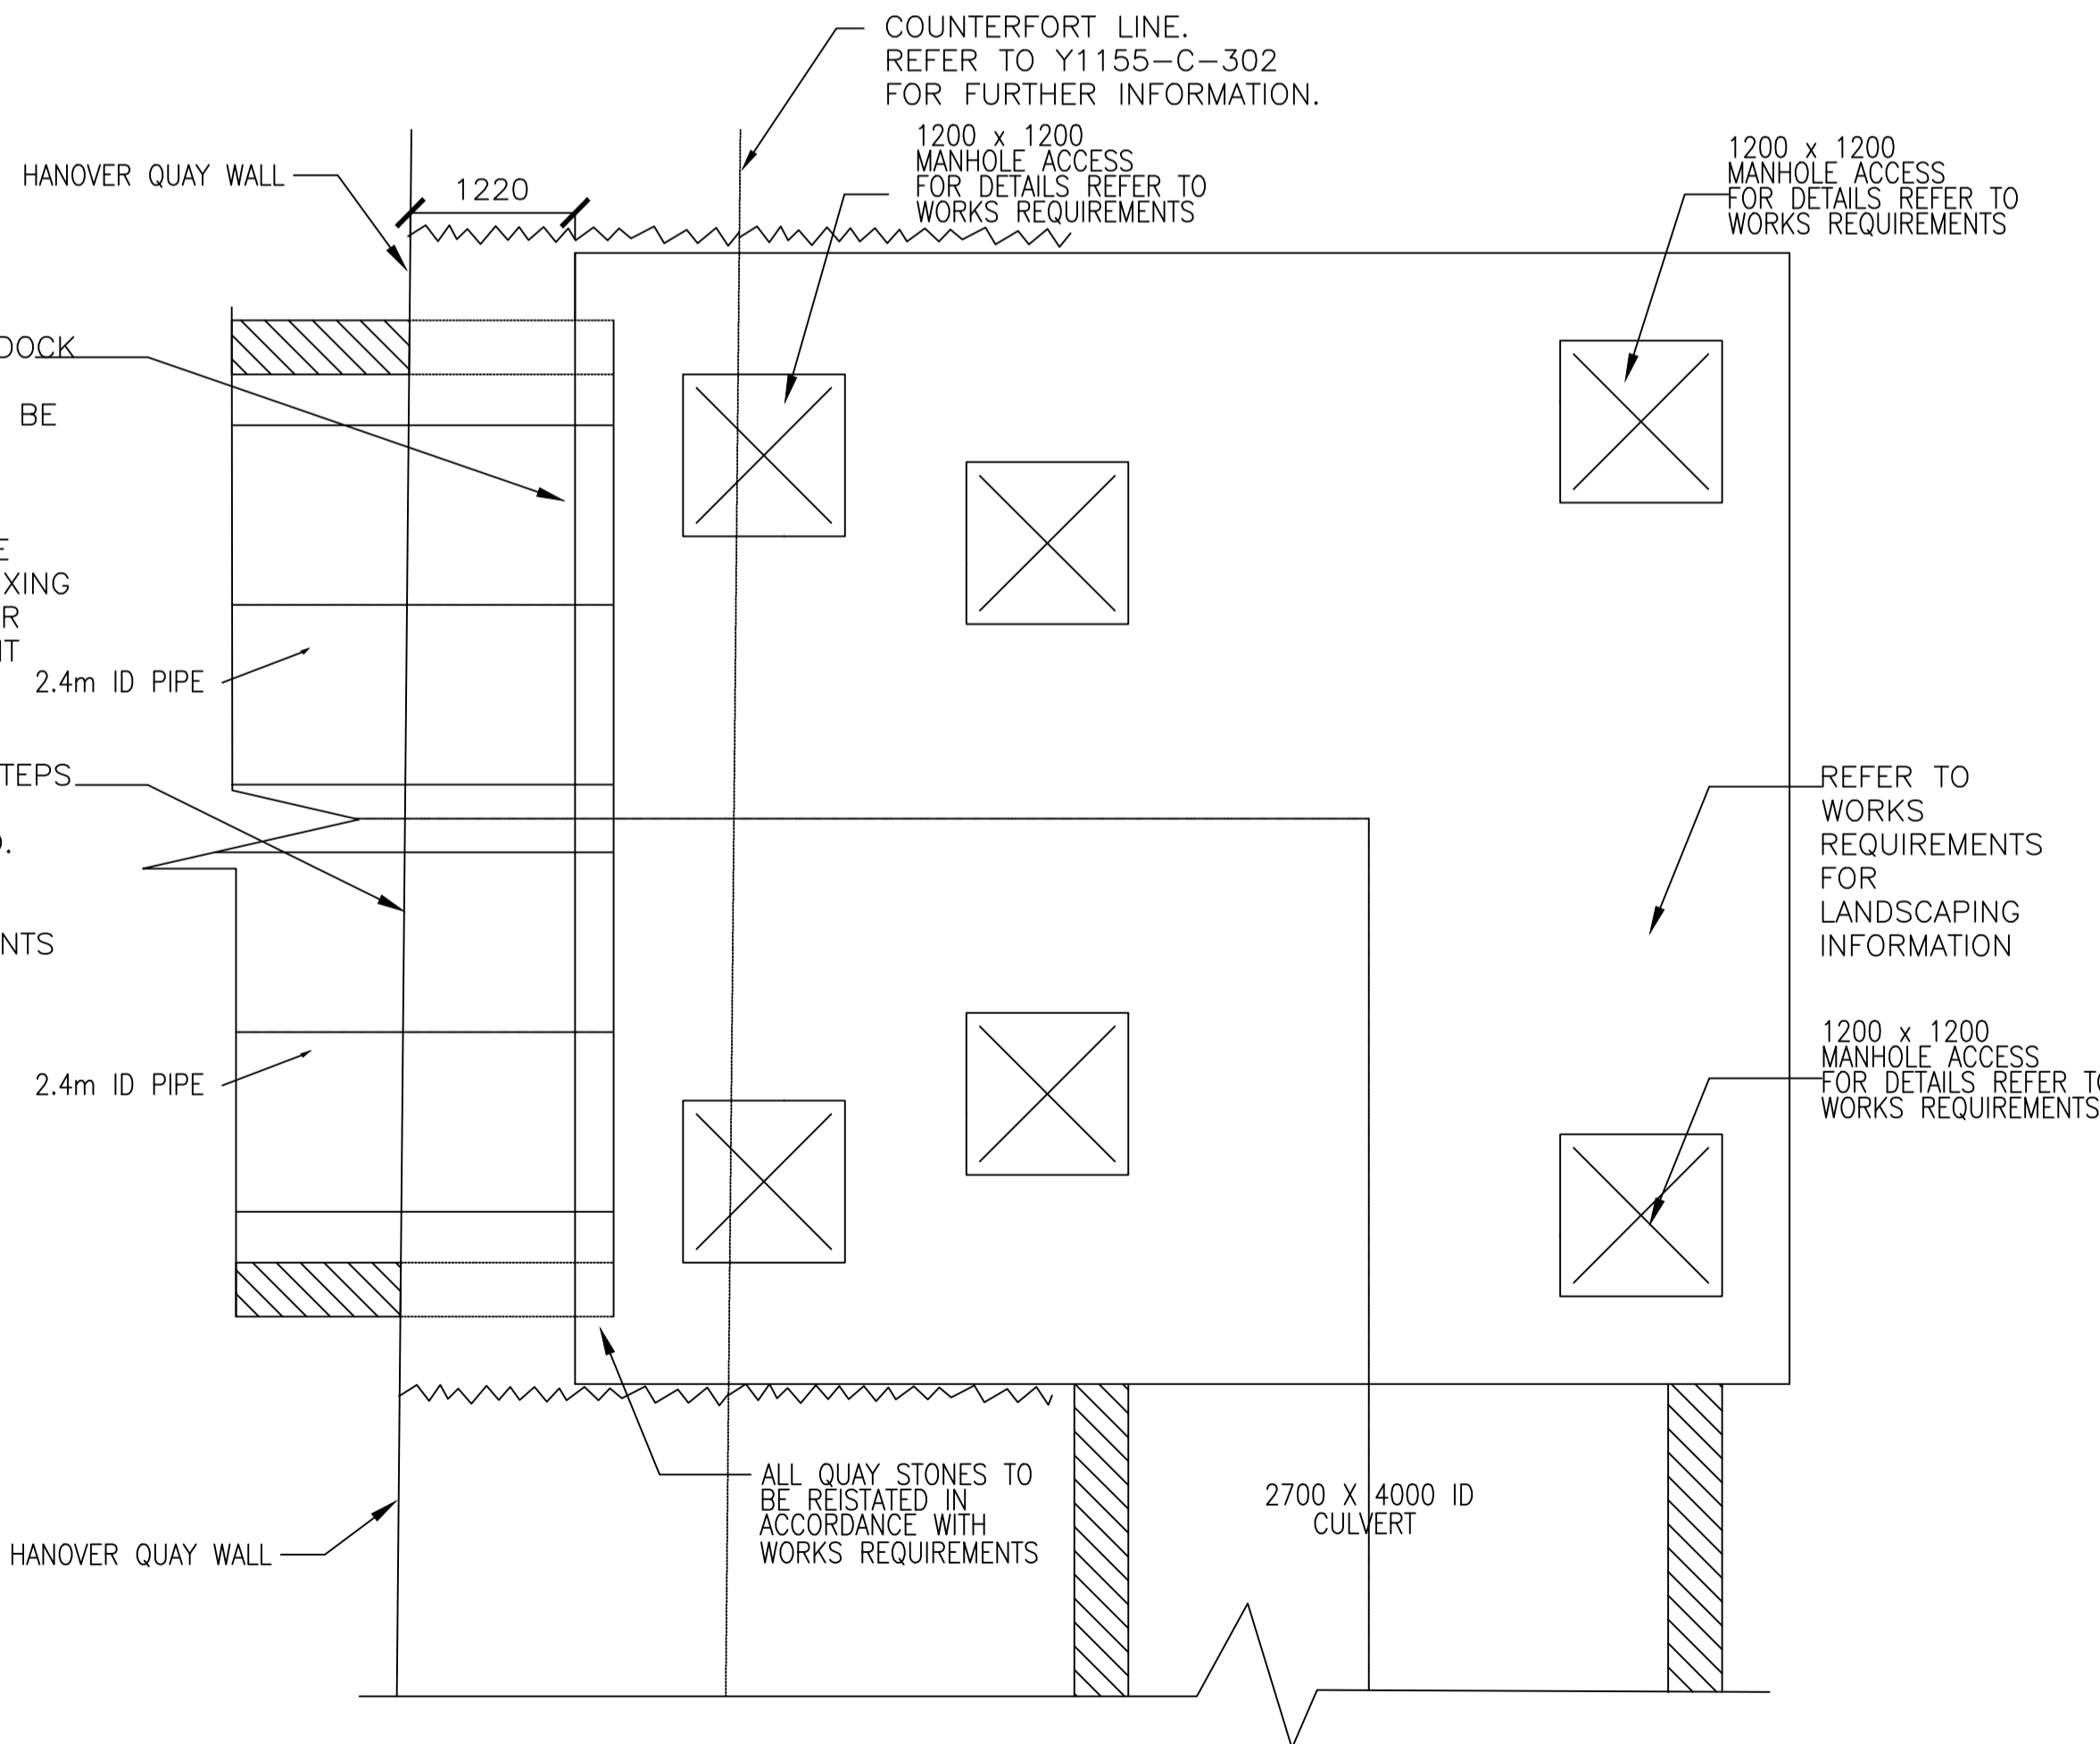 COUNTERFORT LINE.
REFER TO Y1155-C-302
FOR FURTHER INFORMATION.
1200 x 1200
MANHOLE ACCESS
FOR DETAILS REFER TO
WORKS REQUIREMENTS
1200 x 1200
MANHOLE ACCESS
FOR DETAILS REFER TO
WORKS REQUIREMENTS
HANOVER QUAY WALL
1220
DOCK
BE
XING
2.4m ID PIPE
TEPS
NTS
2.4m ID PIPE
REFER TO
WORKS
REQUIREMENTS
FOR
LANDSCAPING
INFORMATION
1200 x 1200
MANHOLE ACCESS
FOR DETAILS REFER TO
WORKS REQUIREMENTS
ALL QUAY STONES TO
BE REISTATED IN
ACCORDANCE WITH
WORKS REQUIREMENTS
2700 X 4000 ID
CULVERT
HANOVER QUAY WALL